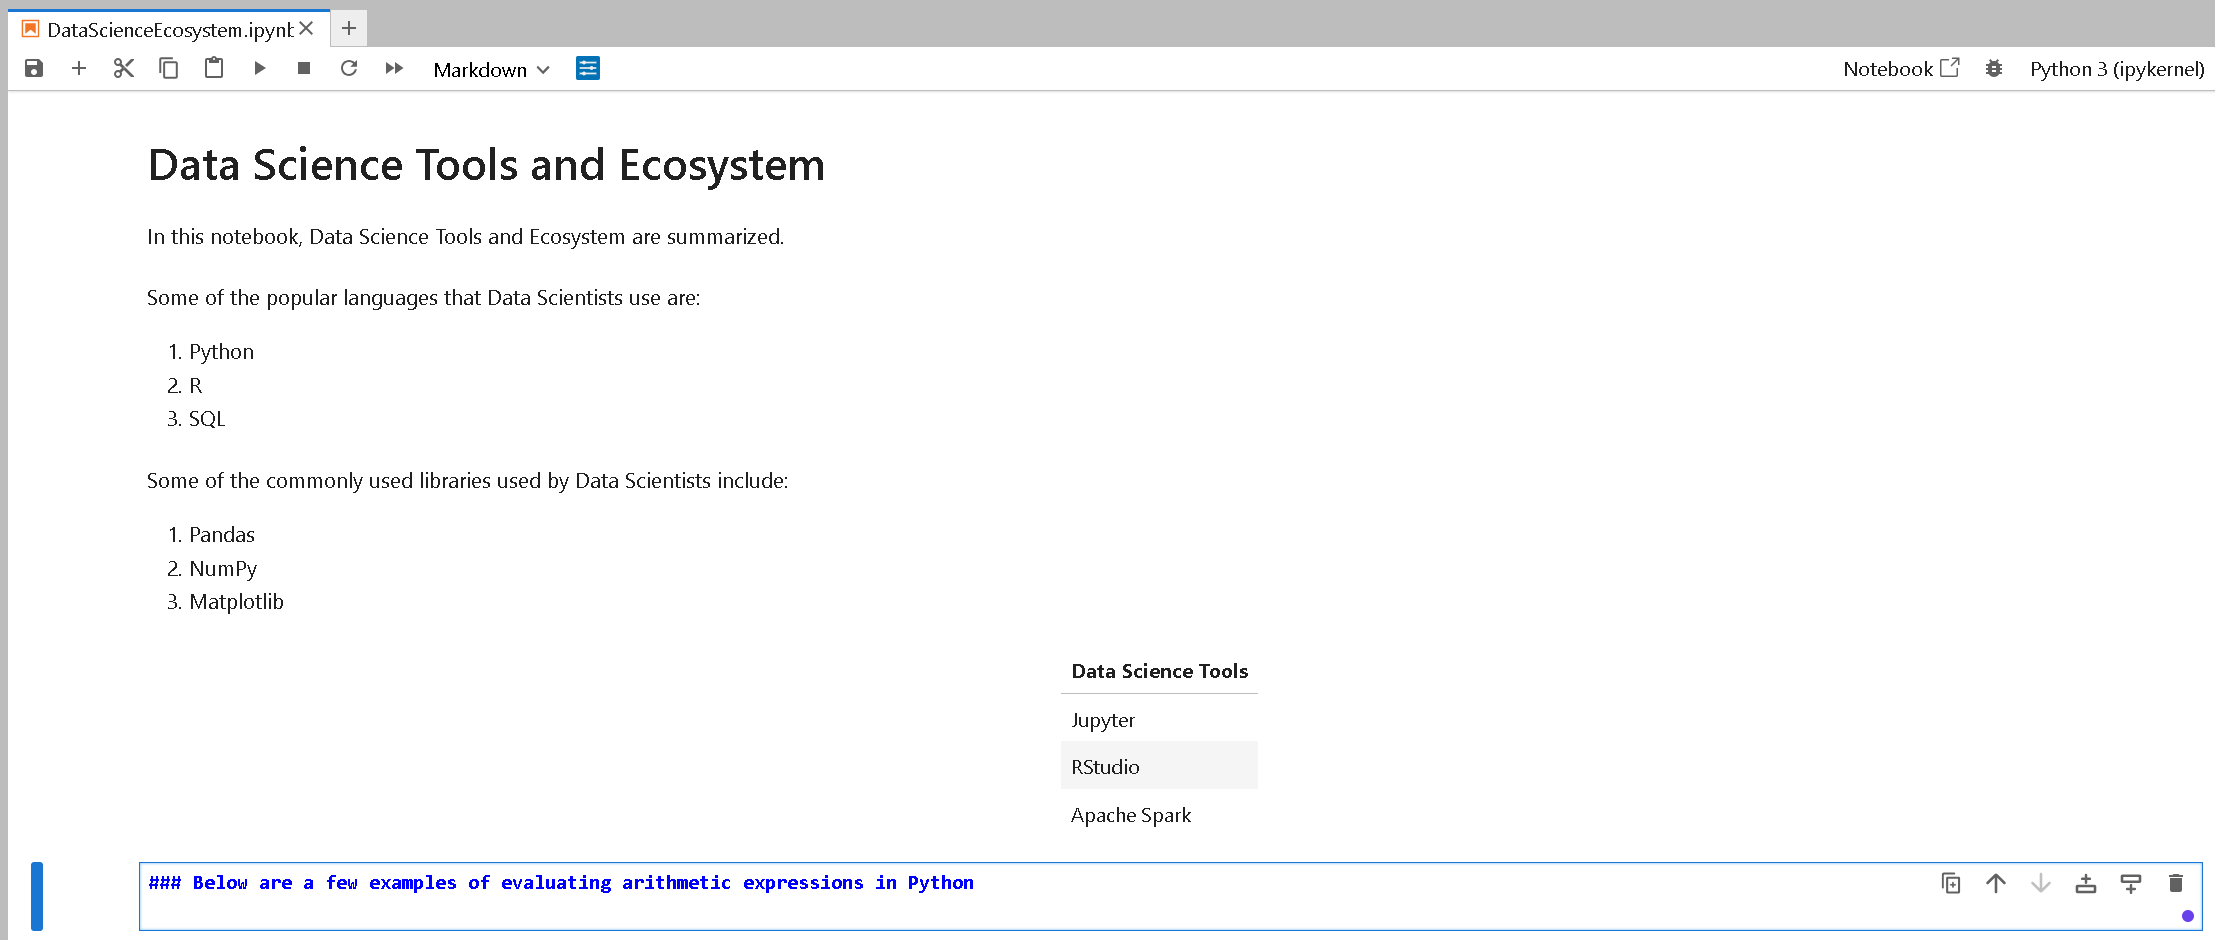 DataScienceEcosystem.ipynb
Markdown
Notebook
Python 3 (ipykernel)
Data Science Tools and Ecosystem
In this notebook, Data Science Tools and Ecosystem are summarized.
Some of the popular languages that Data Scientists use are:
1. Python
2. R
3. SQL
Some of the commonly used libraries used by Data Scientists include:
1. Pandas
2. NumPy
3. Matplotlib
Data Science Tools
Jupyter
RStudio
Apache Spark
### Below are a few examples of evaluating arithmetic expressions in Python